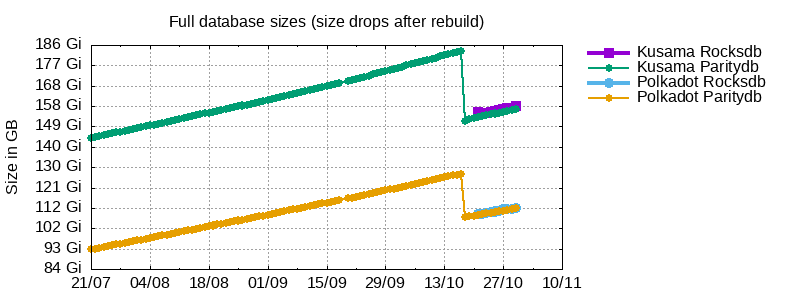 Full database sizes (size drops after rebuild)
Size in GB
186 Gi
177 Gi
168 Gi
158 Gi
149 Gi
140 Gi
130 Gi
121 Gi
112 Gi
102 Gi
93 Gi
84 Gi
21/07 04/08 18/08 01/09 15/09 29/09 13/10 27/10 10/11
Kusama Rocksdb
Kusama Paritydb
Polkadot Rocksdb
Polkadot Paritydb